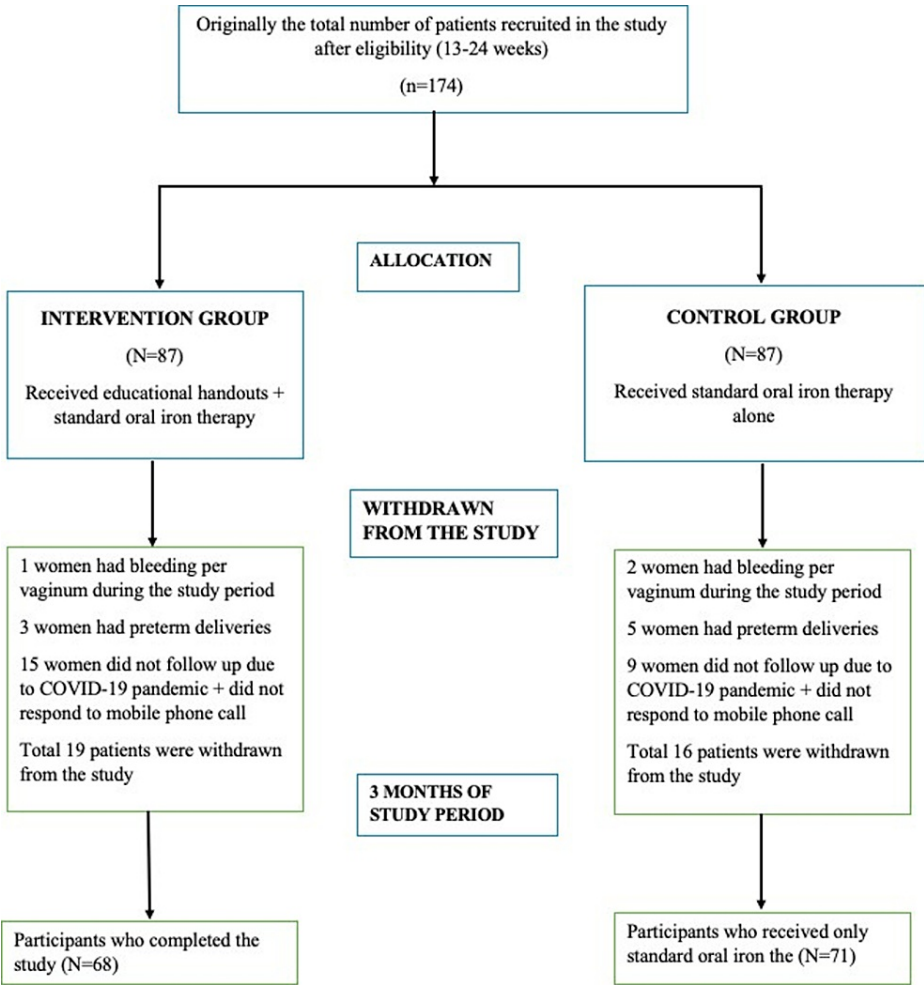 Originally the total number of patients recruited in the study
after eligibility (13-24 weeks)
(n=174)
ALLOCATION
INTERVENTION GROUP
(N=87)
Received educational handouts +
standard oral iron therapy
CONTROL GROUP
(N=87)
Received standard oral iron therapy
alone
WITHDRAWN
FROM THE STUDY
1 women had bleeding per
vaginum during the study period
3 women had preterm deliveries
15 women did not follow up due
to COVID-19 pandemic + did not
respond to mobile phone call
Total 19 patients were withdrawn
from the study
2 women had bleeding per
vaginum during the study period
5 women had preterm deliveries
9 women did not follow up due to
COVID-19 pandemic + did not
respond to mobile phone call
Total 16 patients were withdrawn
from the study
3 MONTHS OF
STUDY PERIOD
Participants who completed the
study (N=68)
Participants who received only
standard oral iron the (N=71)